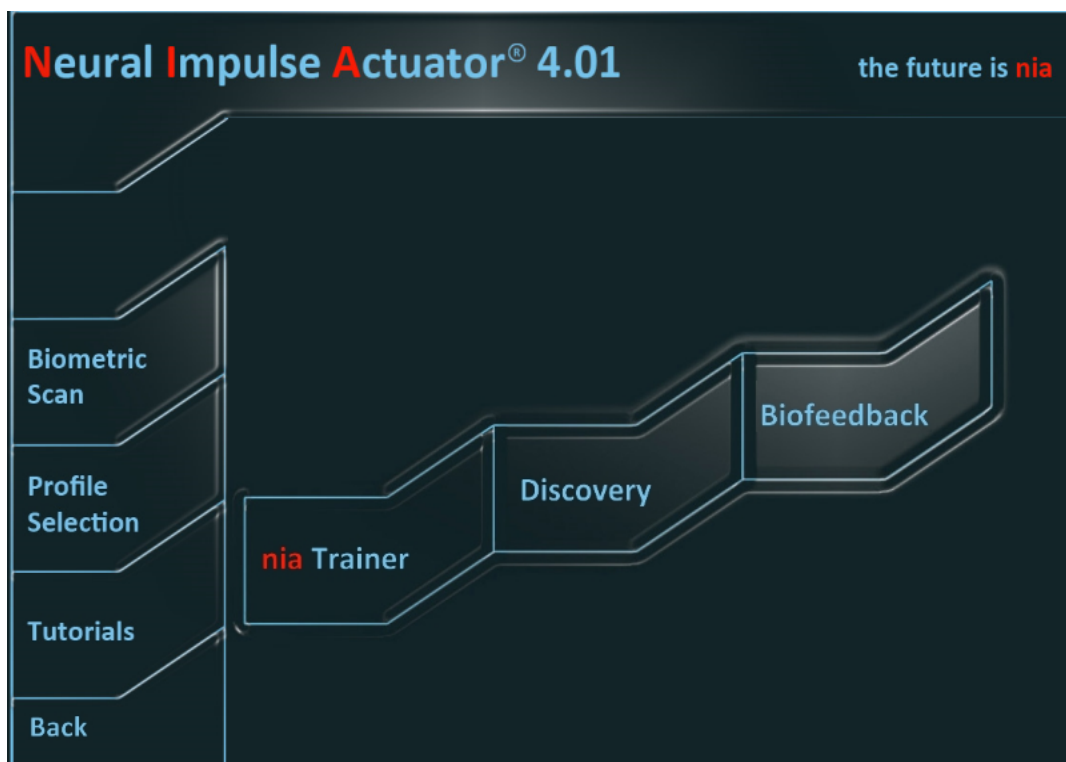 Neural Impulse Actuator® 4.01
the future is nia
Biometric
Scan
Profile
Selection
Tutorials
Back
nia Trainer
Discovery
Biofeedback